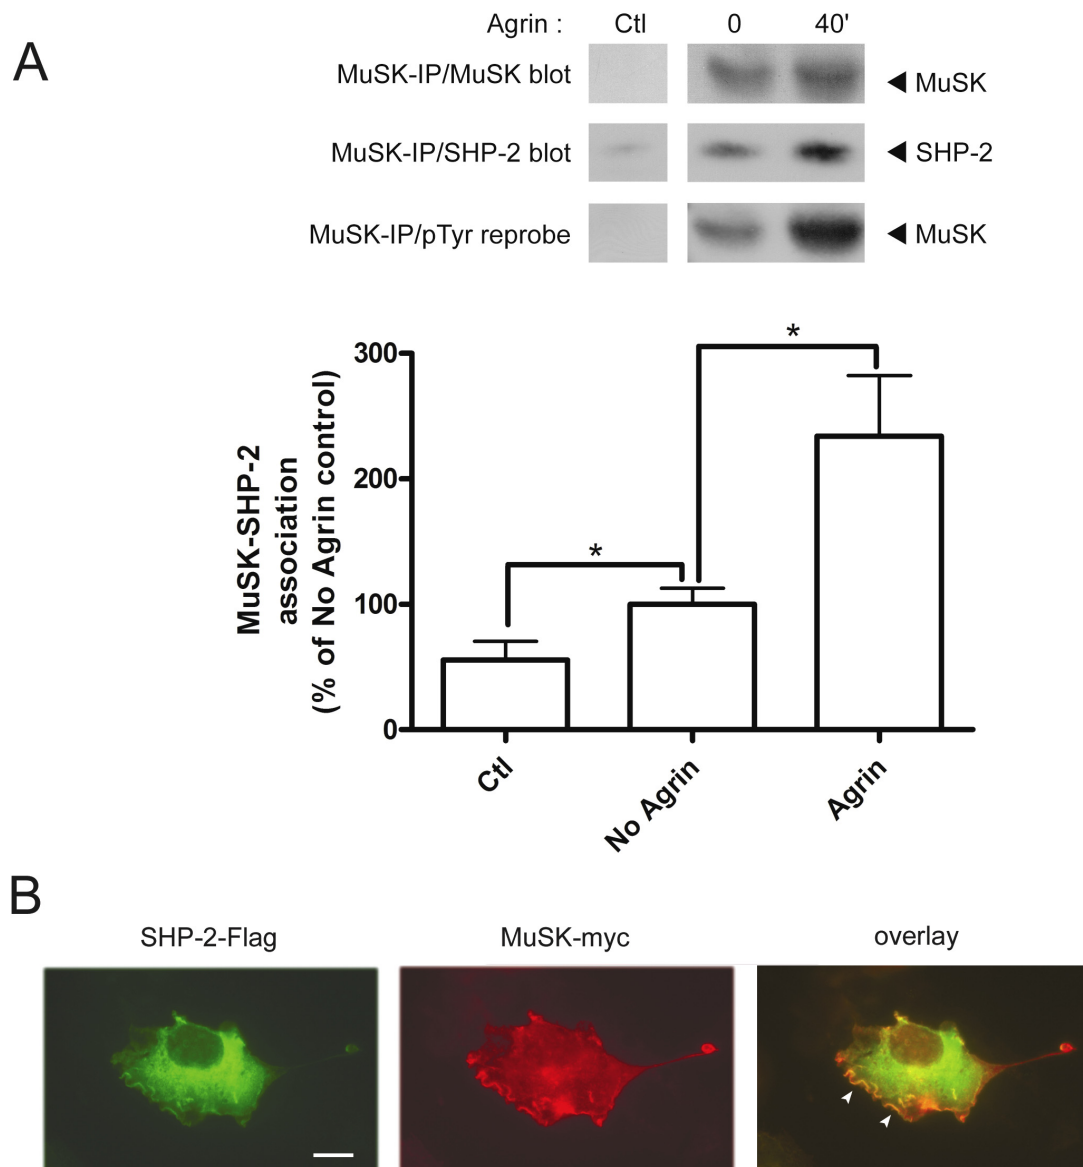 A
Agrin : Ctl 0 40'
MuSK-IP/MuSK blot ◀ MuSK
MuSK-IP/SHP-2 blot ◀ SHP-2
MuSK-IP/pTyr reprobe ◀ MuSK
MuSK-SHP-2
association
(% of No Agrin control)
300
200
100
0
*
*
Ctl
No Agrin
Agrin
B
SHP-2-Flag MuSK-myc overlay